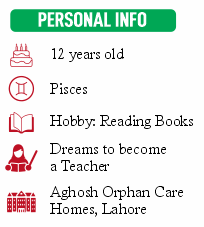 PERSONAL INFO
12 years old
Pisces
Hobby: Reading Books
Dreams to become
a Teacher
Aghosh Orphan Care
Homes, Lahore